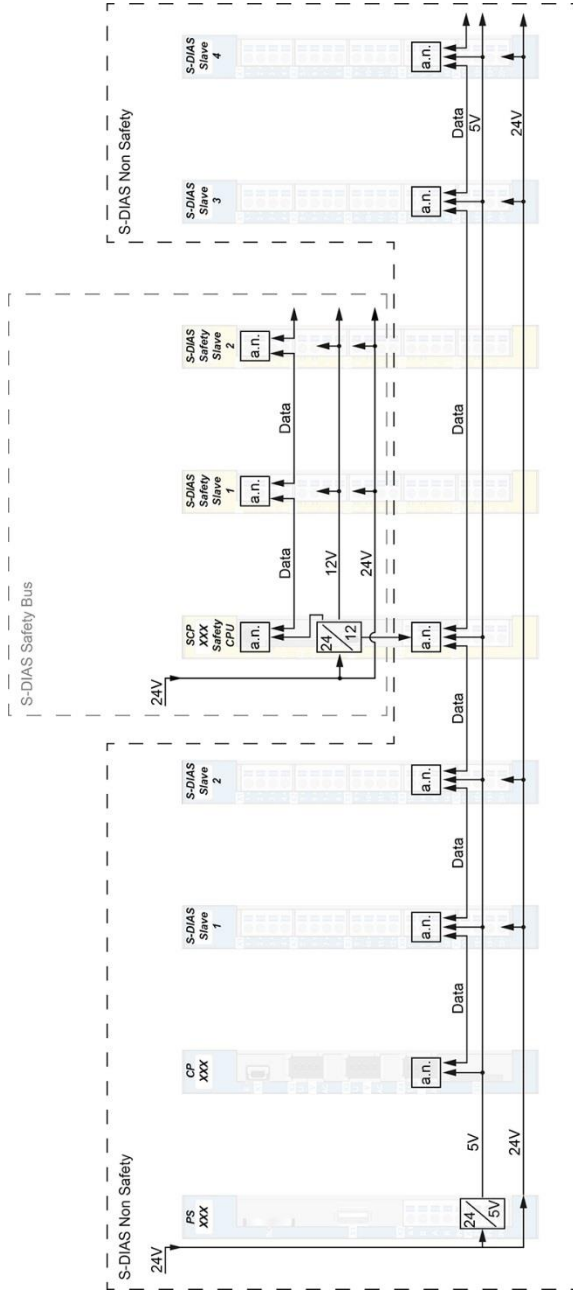 S-DIAS Safety Bus
S-DIAS Non Safety
S-DIAS Non Safety
24V
24V
PS
XXX
CP
XXX
S-DIAS
Slave
1
S-DIAS
Slave
2
SCP
XXX
Safety
CPU
S-DIAS
Safety
Slave
1
S-DIAS
Safety
Slave
2
S-DIAS
Slave
3
S-DIAS
Slave
4
a.n.
a.n.
a.n.
Data
Data
24
12
12V
24V
a.n.
a.n.
a.n.
a.n.
a.n.
a.n.
Data
Data
Data
Data
Data
24
5V
5V
5V
24V
24V